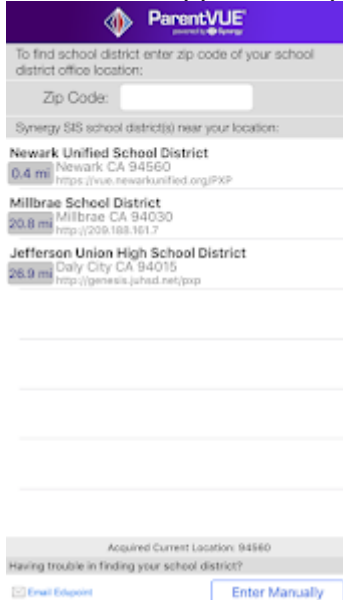 ParentVUE
powered by Synergy
To find school district enter zip code of your school
district office location:
Zip Code:
Synergy SIS school district(s) near your location:
Newark Unified School District
0.4 mi Newark CA 94560
https://vue.newarkunified.org/PXP
Millbrae School District
20.8 mi Millbrae CA 94030
http://209.188.161.7
Jefferson Union High School District
26.9 mi Daly City CA 94015
http://genesis.juhsd.net/pxp
Acquired Current Location: 94560
Having trouble in finding your school district?
Email Edupoint
Enter Manually